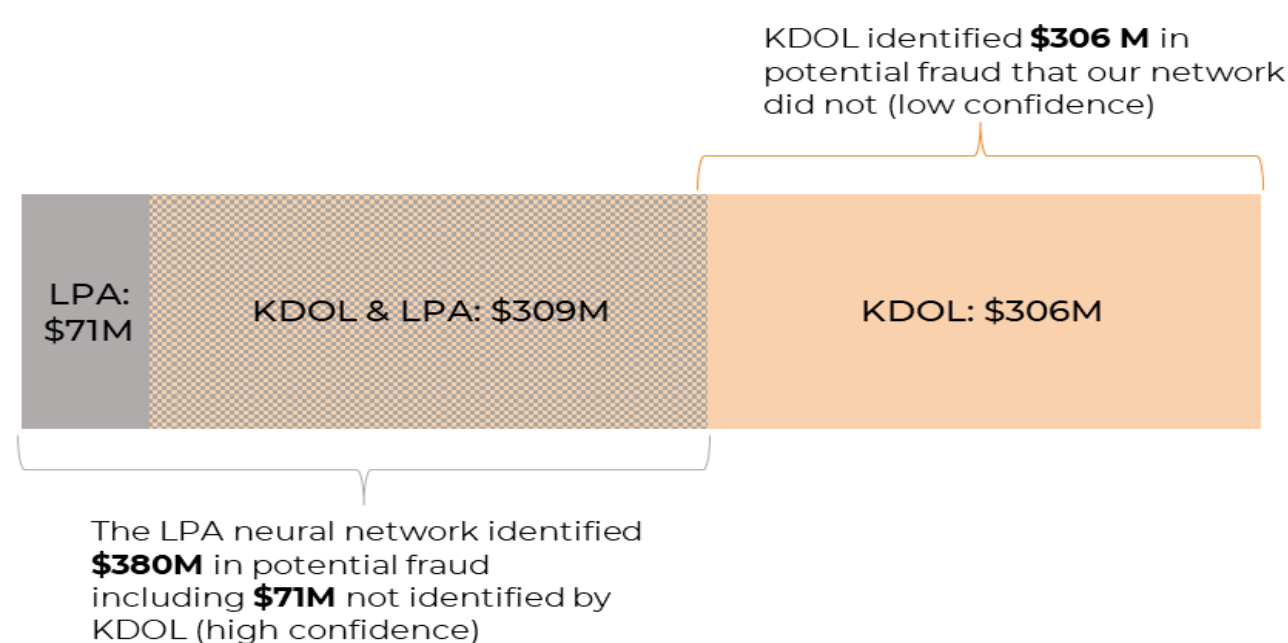 KDOL identified $306 M in
potential fraud that our network
did not (low confidence)
LPA:
$71M
KDOL & LPA: $309M
KDOL: $306M
The LPA neural network identified
$380M in potential fraud
including $71M not identified by
KDOL (high confidence)